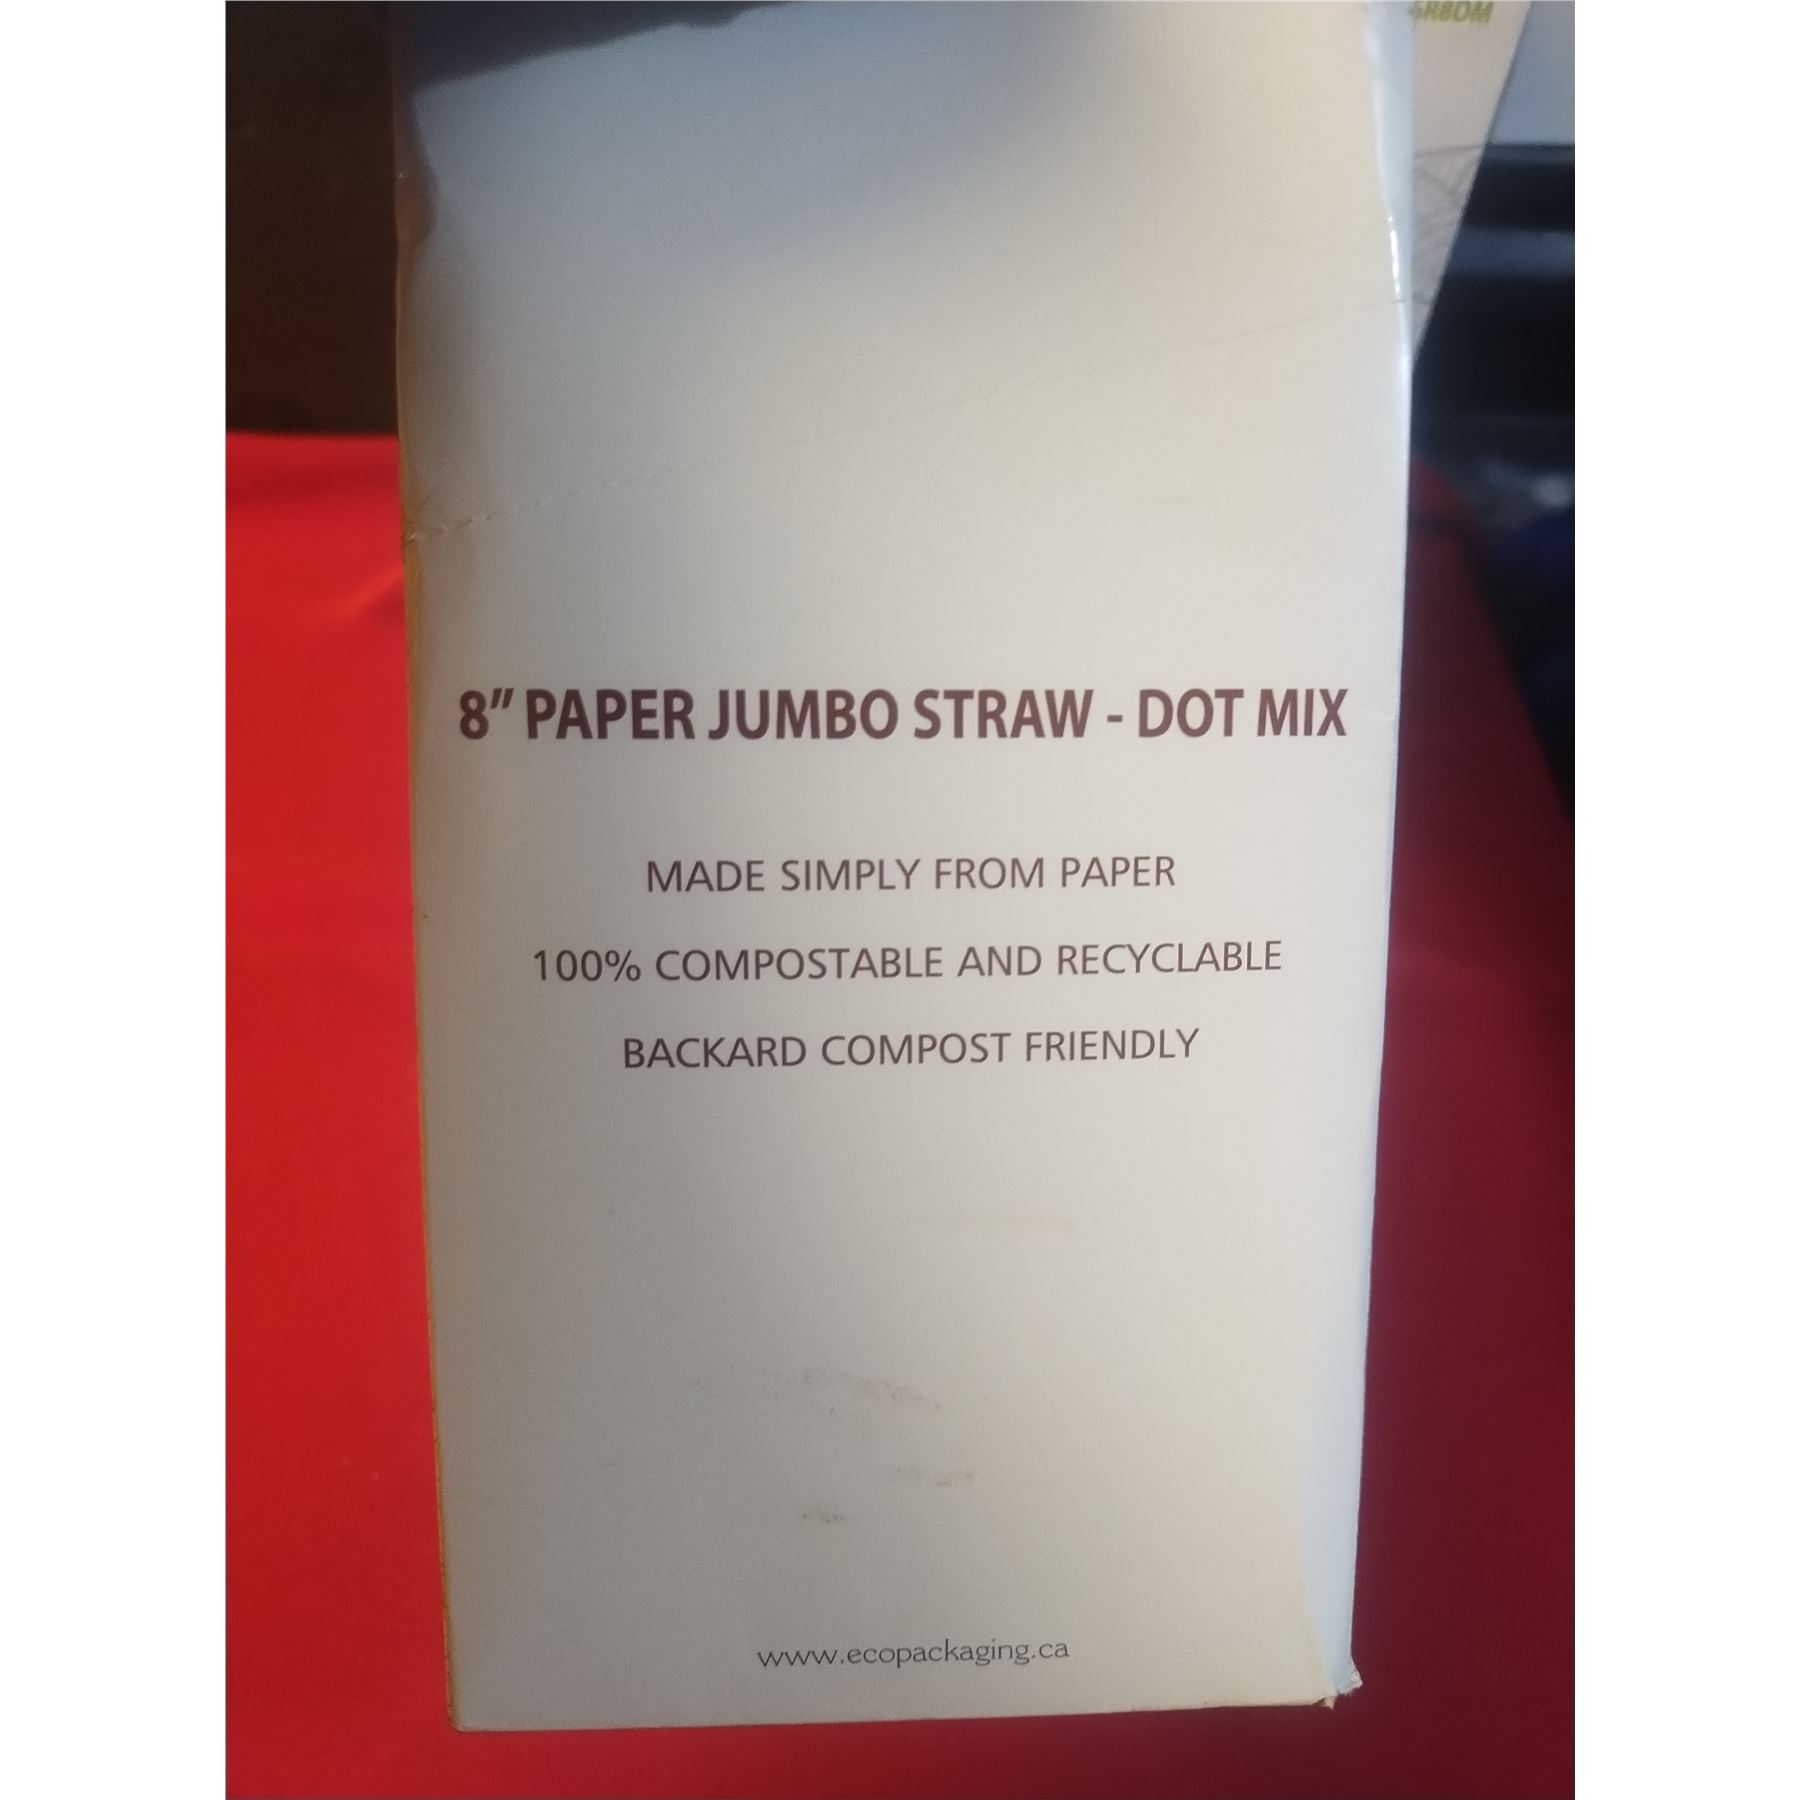 8" PAPER JUMBO STRAW - DOT MIX
MADE SIMPLY FROM PAPER
100% COMPOSTABLE AND RECYCLABLE
BACKARD COMPOST FRIENDLY
www.ecopackaging.ca